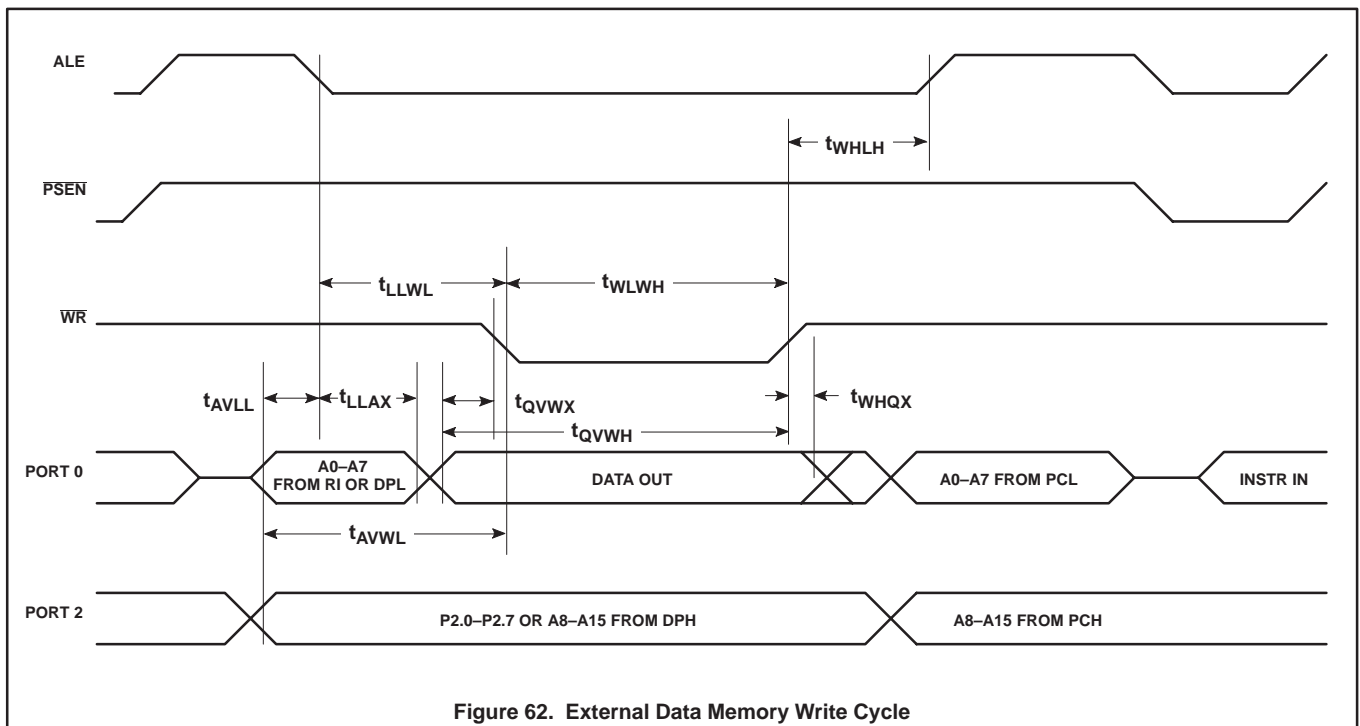 ALE
tWHLH
PSEN
tLLWL
tWLWH
WR
tAVLL
tLLAX
tQVWX
tWHQX
tQVWH
PORT 0
A0–A7
FROM RI OR DPL
DATA OUT
A0–A7 FROM PCL
INSTR IN
tAVWL
PORT 2
P2.0–P2.7 OR A8–A15 FROM DPH
A8–A15 FROM PCH
Figure 62. External Data Memory Write Cycle